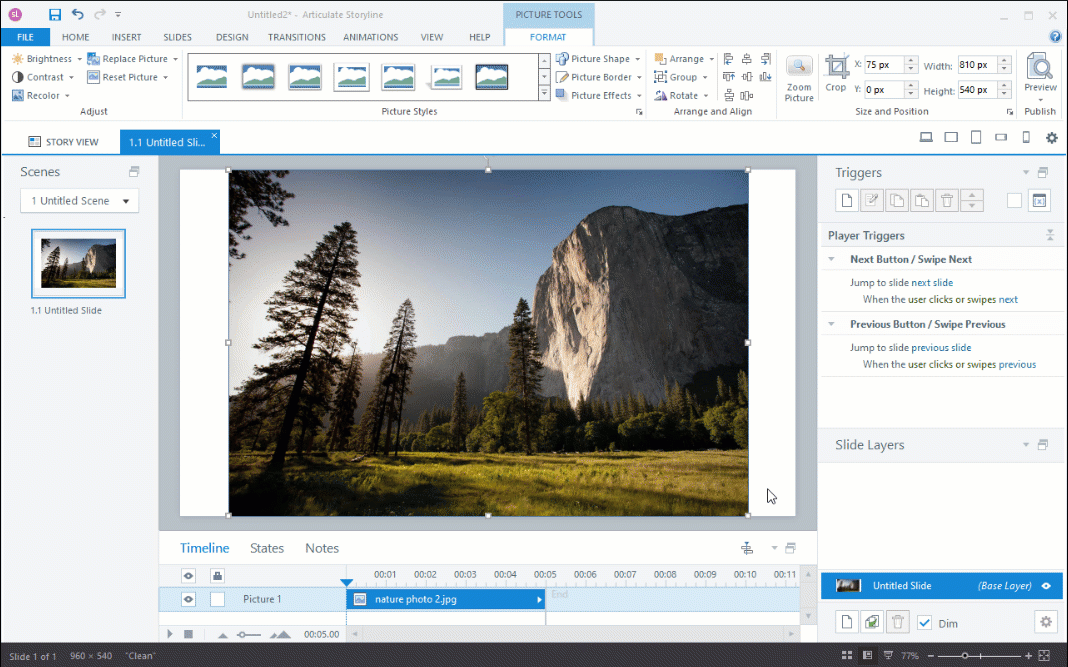 sl
Untitled2* - Articulate Storyline
PICTURE TOOLS
FILE HOME INSERT SLIDES DESIGN TRANSITIONS ANIMATIONS VIEW HELP FORMAT
Brightness Replace Picture Picture Shape Arrange X: 75 px Width: 810 px
Contrast Reset Picture Picture Border Group Y: 0 px Height: 540 px
Recolor Picture Effects Rotate
Zoom Picture Crop Preview
Adjust Picture Styles Arrange and Align Size and Position Publish
STORY VIEW 1.1 Untitled Sli...
Scenes
1 Untitled Scene
1.1 Untitled Slide
Triggers
Player Triggers
Next Button / Swipe Next
Jump to slide next slide
When the user clicks or swipes next
Previous Button / Swipe Previous
Jump to slide previous slide
When the user clicks or swipes previous
Slide Layers
Untitled Slide (Base Layer)
Dim
Timeline States Notes
00:01 00:02 00:03 00:04 00:05 00:06 00:07 00:08 00:09 00:10 00:11
Picture 1 nature photo 2.jpg End
00:05.00
Slide 1 of 1 960 × 540 "Clean" 77%